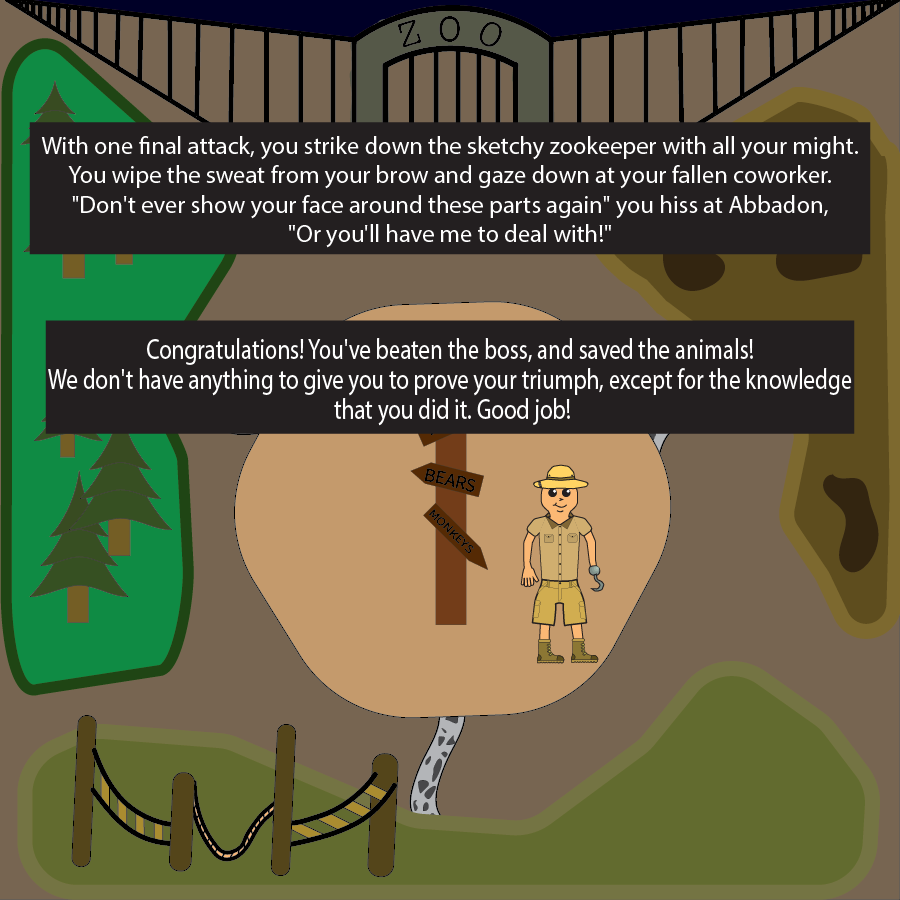 ZOO
With one final attack, you strike down the sketchy zookeeper with all your might.
You wipe the sweat from your brow and gaze down at your fallen coworker.
"Don't ever show your face around these parts again" you hiss at Abbadon,
"Or you'll have me to deal with!"
Congratulations! You've beaten the boss, and saved the animals!
We don't have anything to give you to prove your triumph, except for the knowledge
that you did it. Good job!
BEARS
MONKEYS